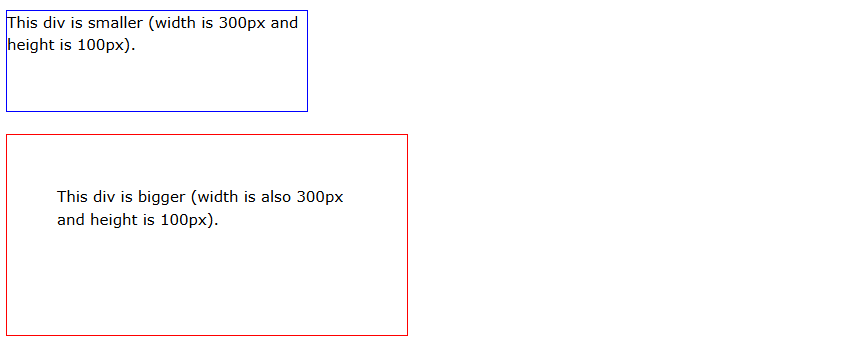 This div is smaller (width is 300px and
height is 100px).
This div is bigger (width is also 300px
and height is 100px).